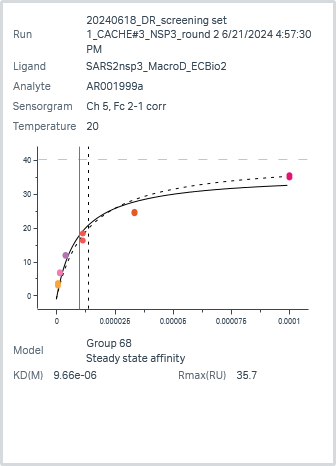 20240618_DR_screening set
Run 1_CACHE#3_NSP3_round 2 6/21/2024 4:57:30
PM
Ligand SARS2nsp3_MacroD_ECBio2
Analyte AR001999a
Sensorgram Ch 5, Fc 2-1 corr
Temperature 20
40
30
20
10
0
0 0.000025 0.00005 0.000075 0.0001
Model Group 68
Steady state affinity
KD(M) 9.66e-06 Rmax(RU) 35.7